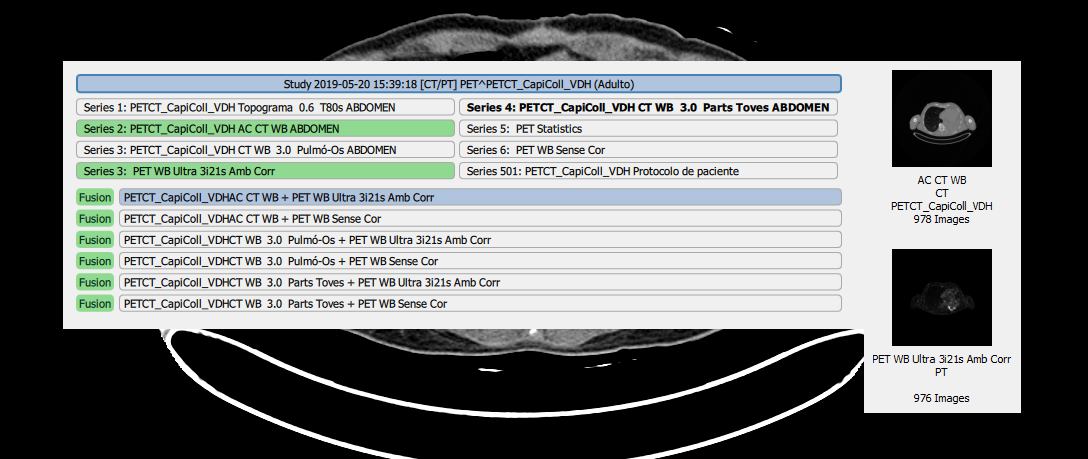 Study 2019-05-20 15:39:18 [CT/PT] PET^PETCT_CapiColl_VDH (Adulto)
Series 1: PETCT_CapiColl_VDH Topograma 0.6 T80s ABDOMEN
Series 4: PETCT_CapiColl_VDH CT WB 3.0 Parts Toves ABDOMEN
Series 2: PETCT_CapiColl_VDH AC CT WB ABDOMEN
Series 5: PET Statistics
Series 3: PETCT_CapiColl_VDH CT WB 3.0 Pulmó-Os ABDOMEN
Series 6: PET WB Sense Cor
Series 3: PET WB Ultra 3i21s Amb Corr
Series 501: PETCT_CapiColl_VDH Protocolo de paciente
Fusion PETCT_CapiColl_VDHAC CT WB + PET WB Ultra 3i21s Amb Corr
Fusion PETCT_CapiColl_VDHAC CT WB + PET WB Sense Cor
Fusion PETCT_CapiColl_VDHCT WB 3.0 Pulmó-Os + PET WB Ultra 3i21s Amb Corr
Fusion PETCT_CapiColl_VDHCT WB 3.0 Pulmó-Os + PET WB Sense Cor
Fusion PETCT_CapiColl_VDHCT WB 3.0 Parts Toves + PET WB Ultra 3i21s Amb Corr
Fusion PETCT_CapiColl_VDHCT WB 3.0 Parts Toves + PET WB Sense Cor
AC CT WB
CT
PETCT_CapiColl_VDH
978 Images
PET WB Ultra 3i21s Amb Corr
PT
976 Images